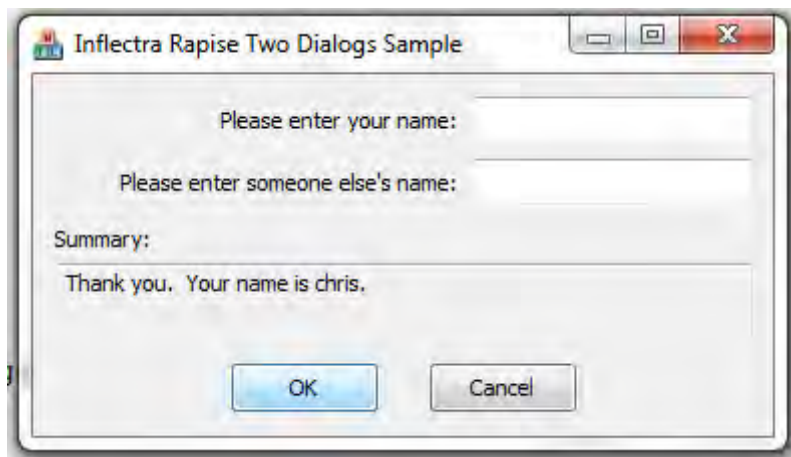 Inflectra Rapise Two Dialogs Sample
Please enter your name:
Please enter someone else's name:
Summary:
Thank you.  Your name is chris.
OK Cancel